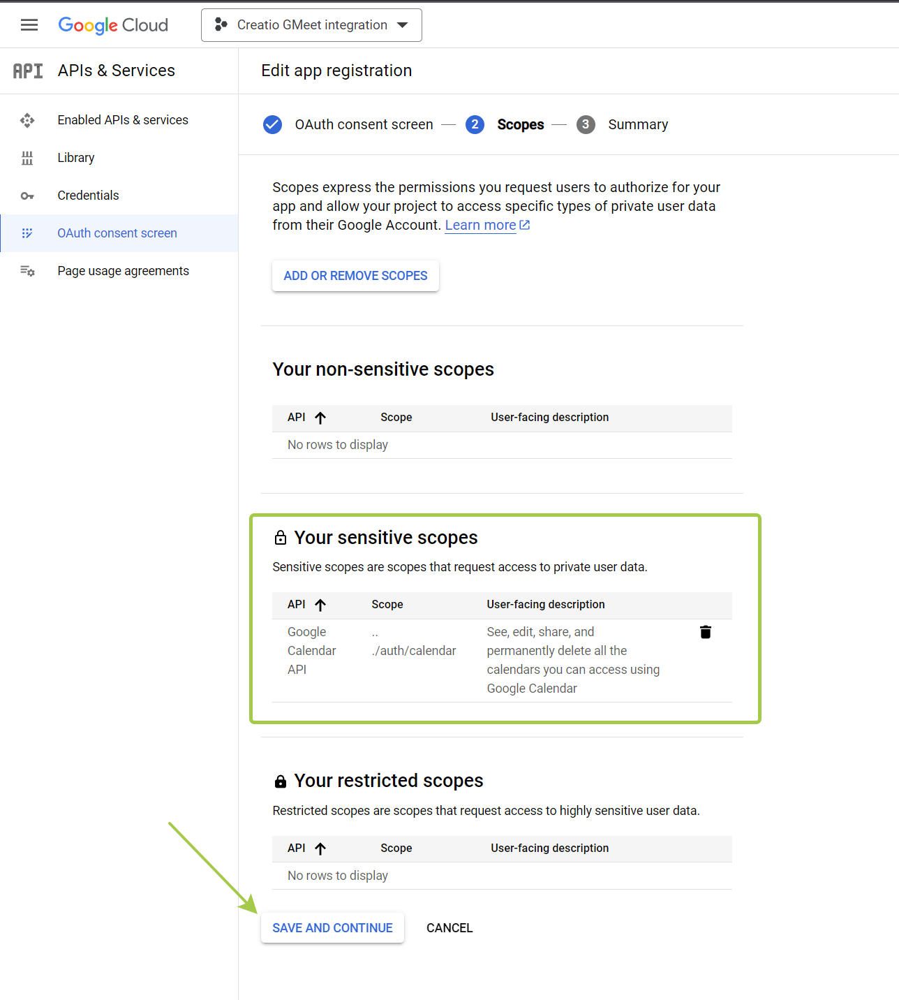 Google Cloud
Creatio GMeet integration
API
APIs & Services
Edit app registration
Enabled APIs & services
Library
Credentials
OAuth consent screen
Page usage agreements
OAuth consent screen
2
Scopes
3
Summary
Scopes express the permissions you request users to authorize for your
app and allow your project to access specific types of private user data
from their Google Account. Learn more
ADD OR REMOVE SCOPES
Your non-sensitive scopes
API Scope User-facing description
No rows to display
Your sensitive scopes
Sensitive scopes are scopes that request access to private user data.
API Scope User-facing description
Google .. See, edit, share, and
Calendar ./auth/calendar permanently delete all the
API calendars you can access using
Google Calendar
Your restricted scopes
Restricted scopes are scopes that request access to highly sensitive user data.
API Scope User-facing description
No rows to display
SAVE AND CONTINUE CANCEL